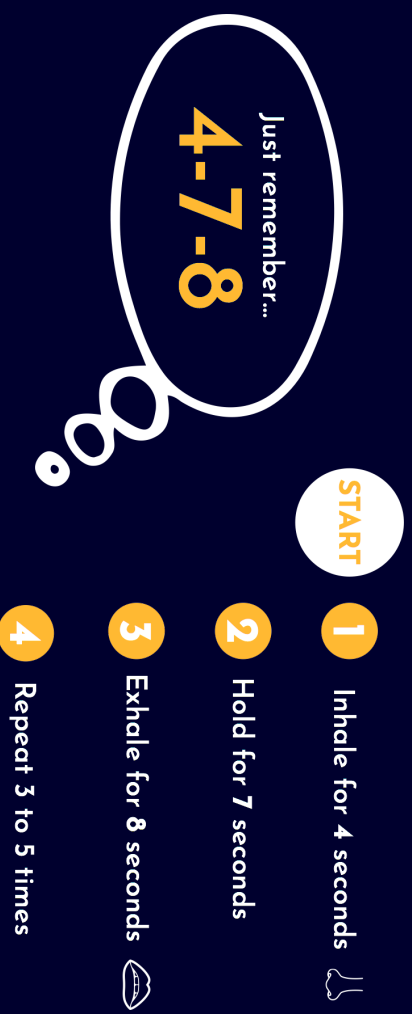 Just remember...
4-7-8
START
1 Inhale for 4 seconds
2 Hold for 7 seconds
3 Exhale for 8 seconds
4 Repeat 3 to 5 times